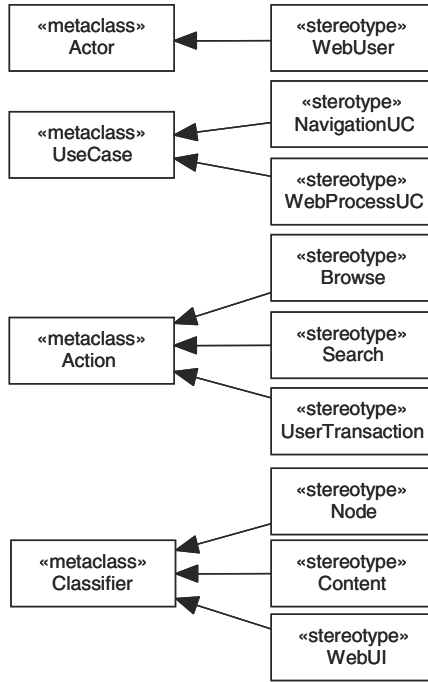 «metaclass»
Actor
«stereotype»
WebUser
«metaclass»
UseCase
«sterotype»
NavigationUC
«stereotype»
WebProcessUC
«metaclass»
Action
«stereotype»
Browse
«stereotype»
Search
«stereotype»
UserTransaction
«metaclass»
Classifier
«stereotype»
Node
«stereotype»
Content
«stereotype»
WebUI